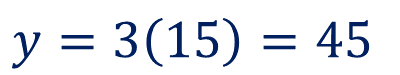 y = 3(15) = 45